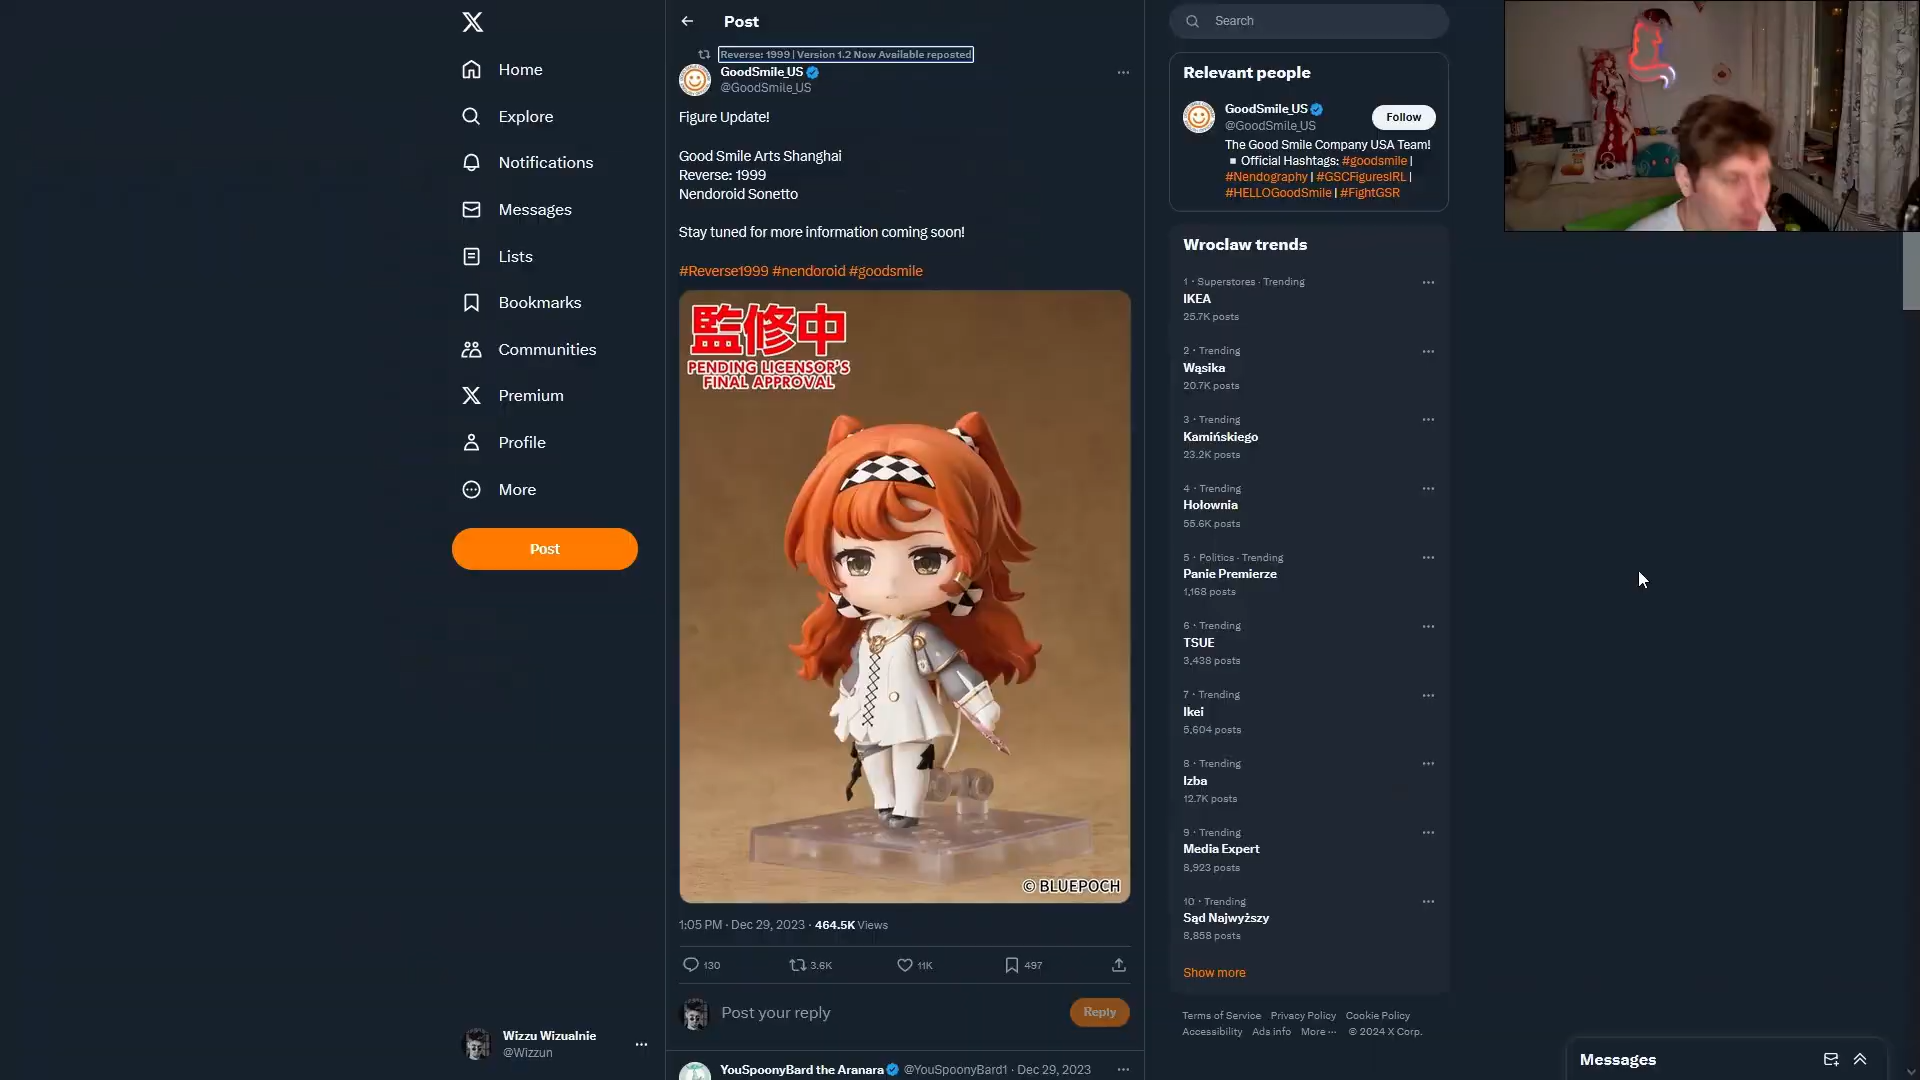 Home
Explore
Notifications
Messages
Lists
Bookmarks
Communities
Premium
Profile
More
Post
Wizzu Wizualnie
@Wizzun
Post
Reverse: 1999 | Version 1.2 Now Available reposted
GoodSmile_US
@GoodSmile_US
Figure Update!
Good Smile Arts Shanghai
Reverse: 1999
Nendoroid Sonetto
Stay tuned for more information coming soon!
#Reverse1999 #nendoroid #goodsmile
監修中
PENDING LICENSOR'S
FINAL APPROVAL
© BLUEPOCH
1:05 PM · Dec 29, 2023 · 464.5K Views
130
3.6K
11K
497
Post your reply
Reply
YouSpoonyBard the Aranara @YouSpoonyBard1 · Dec 29, 2023
Search
Relevant people
GoodSmile_US
@GoodSmile_US
Follow
The Good Smile Company USA Team!
Official Hashtags: #goodsmile |
#Nendography | #GSCFiguresIRL |
#HELLOGoodSmile | #FightGSR
Wroclaw trends
1 · Superstores · Trending
IKEA
25.7K posts
2 · Trending
Wąsika
20.7K posts
3 · Trending
Kamińskiego
23.2K posts
4 · Trending
Hołownia
55.6K posts
5 · Politics · Trending
Panie Premierze
1,168 posts
6 · Trending
TSUE
3,438 posts
7 · Trending
Ikei
5,604 posts
8 · Trending
Izba
12.7K posts
9 · Trending
Media Expert
8,923 posts
10 · Trending
Sąd Najwyższy
8,858 posts
Show more
Terms of Service Privacy Policy Cookie Policy
Accessibility Ads info More ··· © 2024 X Corp.
Messages